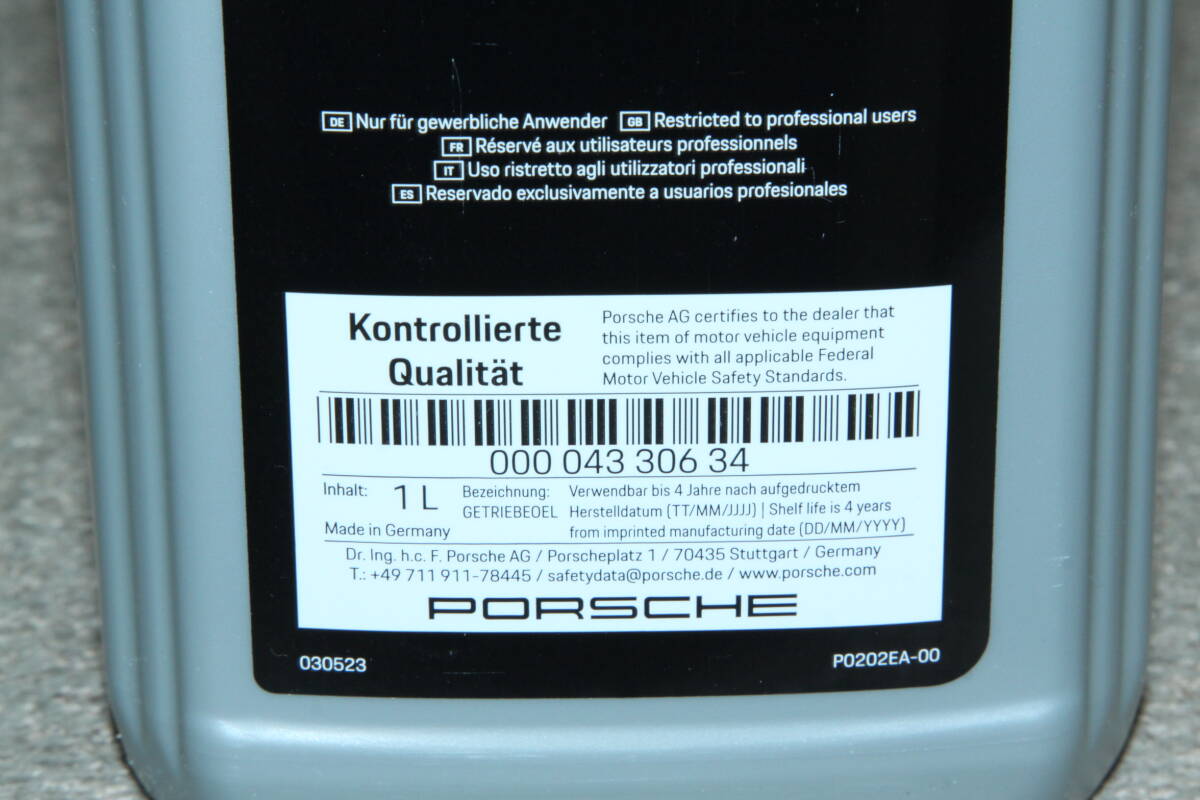 DE Nur für gewerbliche Anwender GB Restricted to professional users
FR Réservé aux utilisateurs professionnels
IT Uso ristretto agli utilizzatori professionali
ES Reservado exclusivamente a usuarios profesionales
Kontrollierte
Qualität
Porsche AG certifies to the dealer that
this item of motor vehicle equipment
complies with all applicable Federal
Motor Vehicle Safety Standards.
000 043 306 34
Inhalt: 1 L
Made in Germany
Bezeichnung:
GETRIEBEOEL
Verwendbar bis 4 Jahre nach aufgedrucktem
Herstelldatum (TT/MM/JJJJ) | Shelf life is 4 years
from imprinted manufacturing date (DD/MM/YYYY)
Dr. Ing. h.c. F. Porsche AG / Porscheplatz 1 / 70435 Stuttgart / Germany
T.: +49 711 911-78445 / safetydata@porsche.de / www.porsche.com
PORSCHE
030523
P0202EA-00